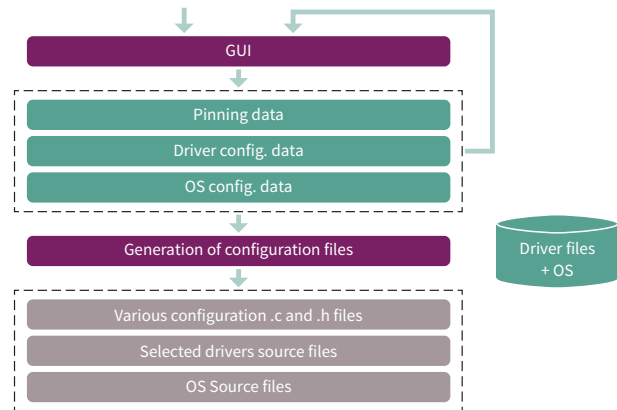 GUI
Pinning data
Driver config. data
OS config. data
Generation of configuration files
Driver files
+ OS
Various configuration .c and .h files
Selected drivers source files
OS Source files